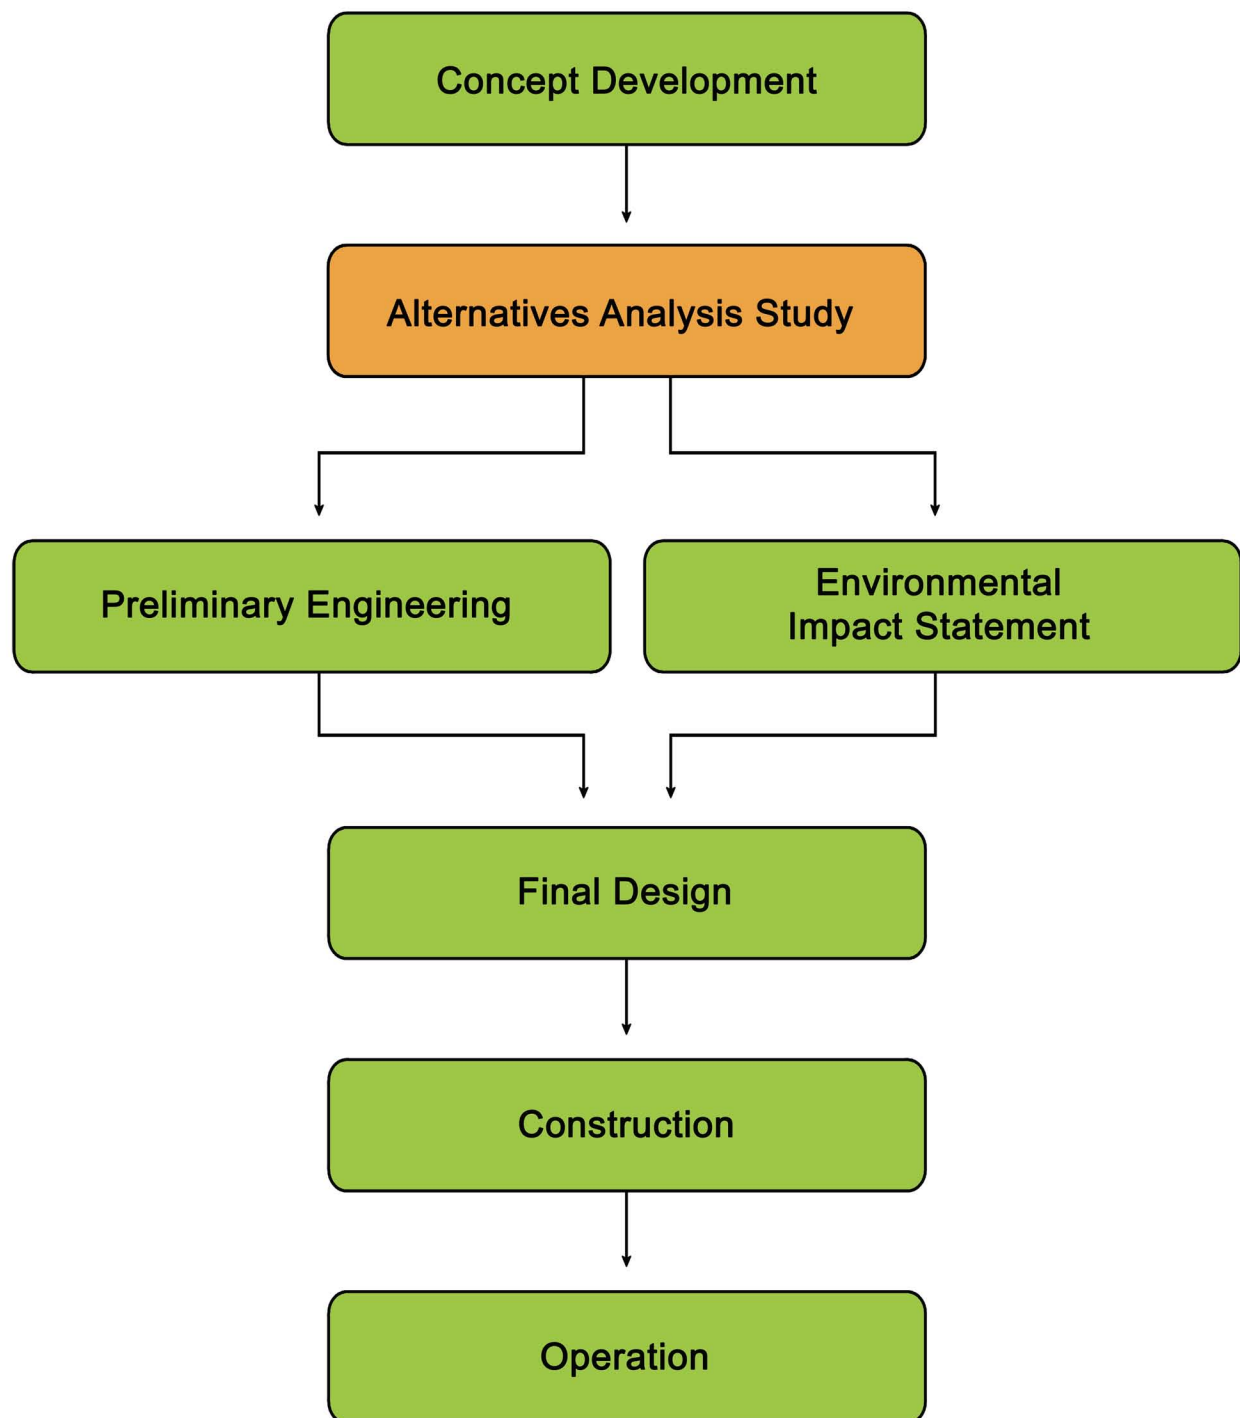 Concept Development
Alternatives Analysis Study
Preliminary Engineering
Environmental
Impact Statement
Final Design
Construction
Operation